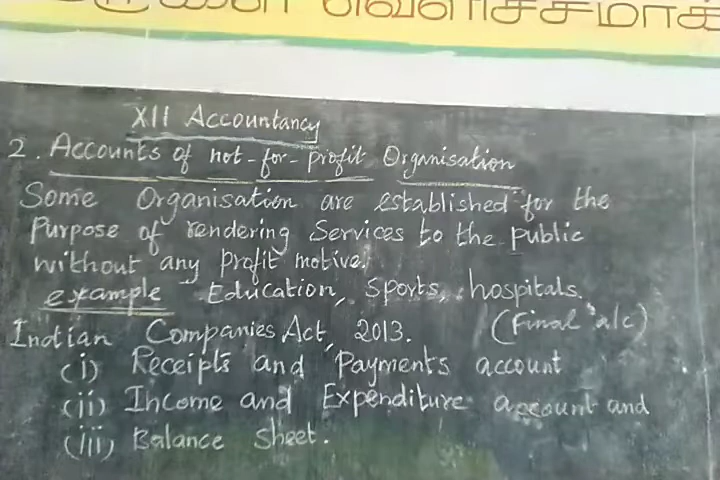 வெளிச்சமாக
XII Accountancy
2. Accounts of not-for-profit Organisation
Some Organisation are established for the
Purpose of rendering Services to the public
without any profit motive.
example Education, Sports, hospitals.
Indian Companies Act, 2013. (Final a/c)
(i) Receipts and Payments account
(ii) Income and Expenditure account and
(iii) Balance Sheet.